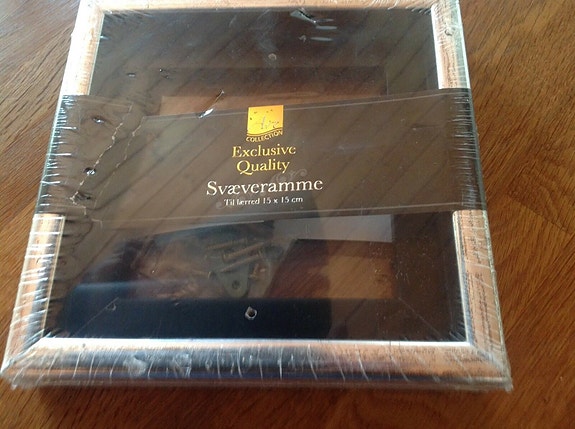 COLLECTION
Exclusive
Quality
Svæveramme
Til lærred 15 x 15 cm